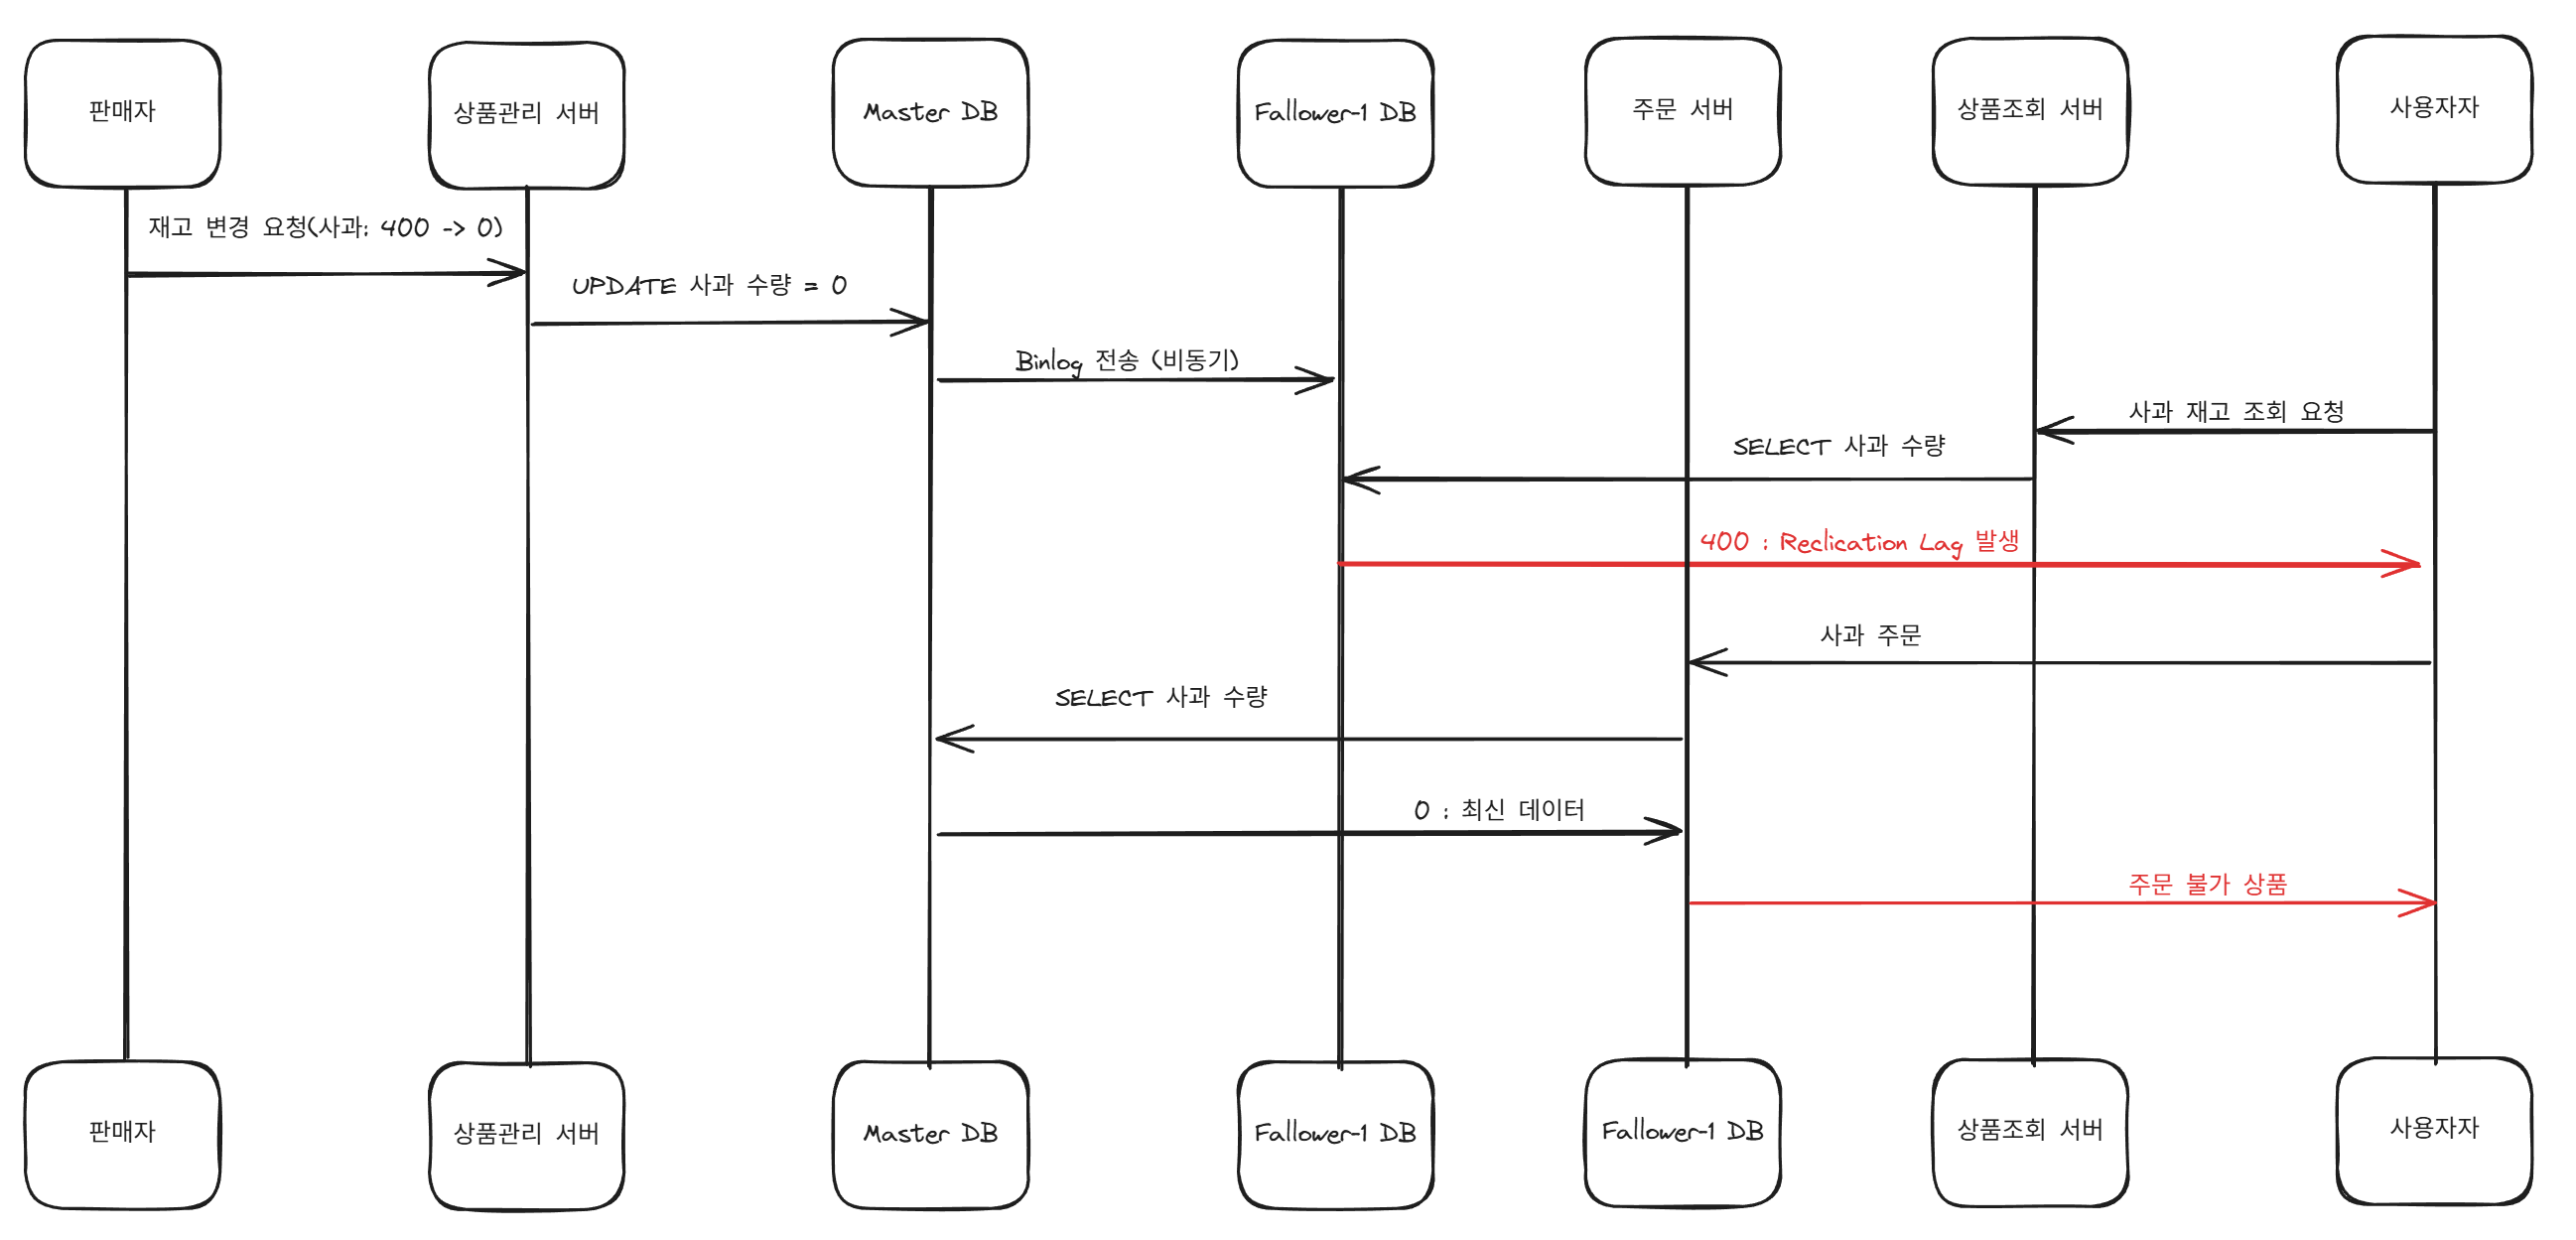 판매자
상품관리 서버
Master DB
Fallower-1 DB
주문 서버
상품조회 서버
사용자자
재고 변경 요청(사과: 400 -> 0)
UPDATE 사과 수량 = 0
Binlog 전송 (비동기)
사과 재고 조회 요청
SELECT 사과 수량
400 : Reclication Lag 발생
사과 주문
SELECT 사과 수량
0 : 최신 데이터
주문 불가 상품
판매자
상품관리 서버
Master DB
Fallower-1 DB
Fallower-1 DB
상품조회 서버
사용자자